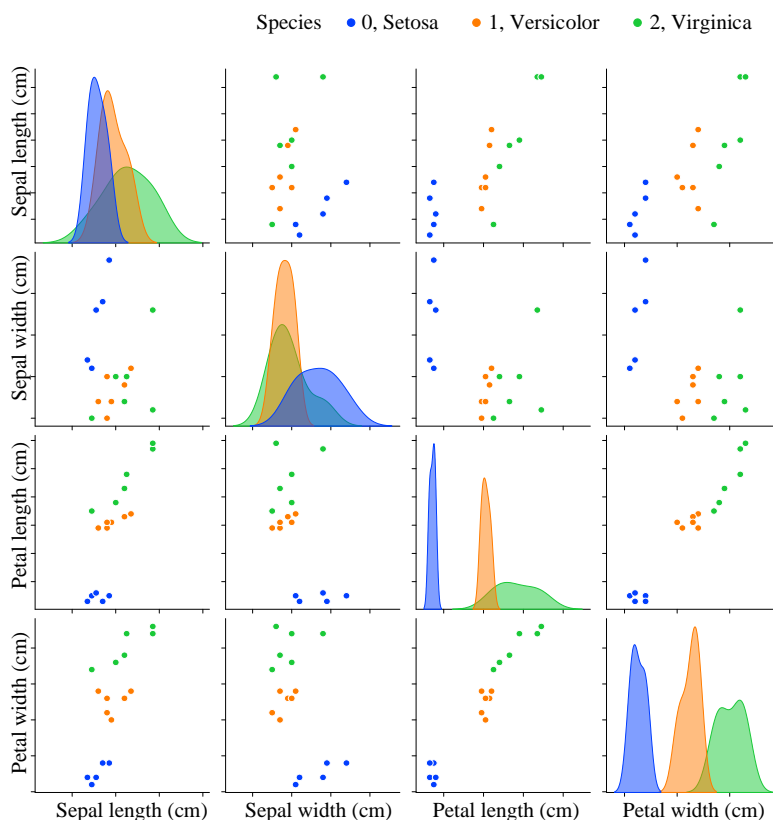 Species 0, Setosa 1, Versicolor 2, Virginica
Sepal length (cm)
Sepal width (cm)
Petal length (cm)
Petal width (cm)
Sepal length (cm) Sepal width (cm) Petal length (cm) Petal width (cm)